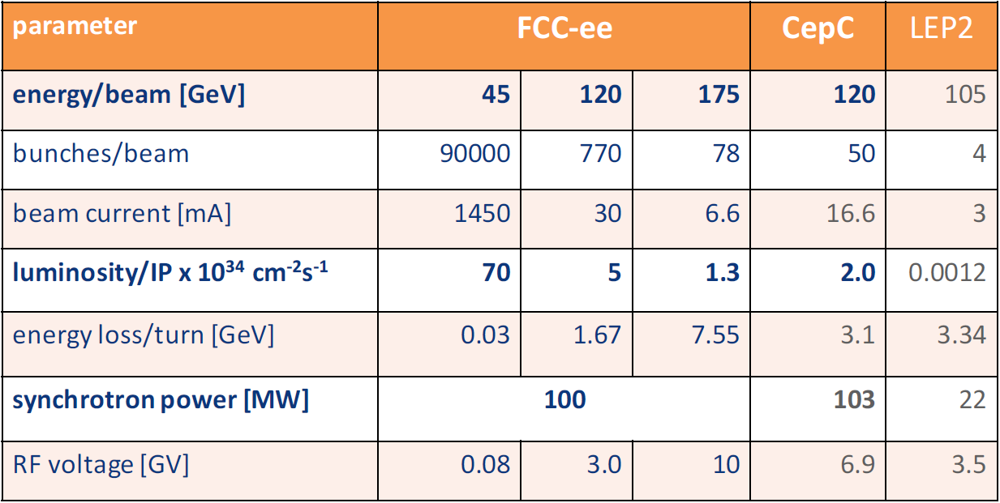 parameter FCC-ee CepC LEP2
energy/beam [GeV] 45 120 175 120 105
bunches/beam 90000 770 78 50 4
beam current [mA] 1450 30 6.6 16.6 3
luminosity/IP x 10³⁴ cm⁻²s⁻¹ 70 5 1.3 2.0 0.0012
energy loss/turn [GeV] 0.03 1.67 7.55 3.1 3.34
synchrotron power [MW] 100 103 22
RF voltage [GV] 0.08 3.0 10 6.9 3.5